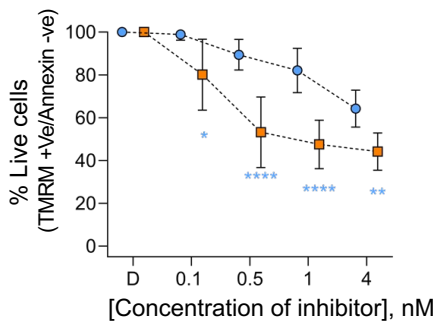 % Live cells
(TMRM +Ve/Annexin -ve)
100
80
60
40
20
0
*
****
****
**
D 0.1 0.5 1 4
[Concentration of inhibitor], nM